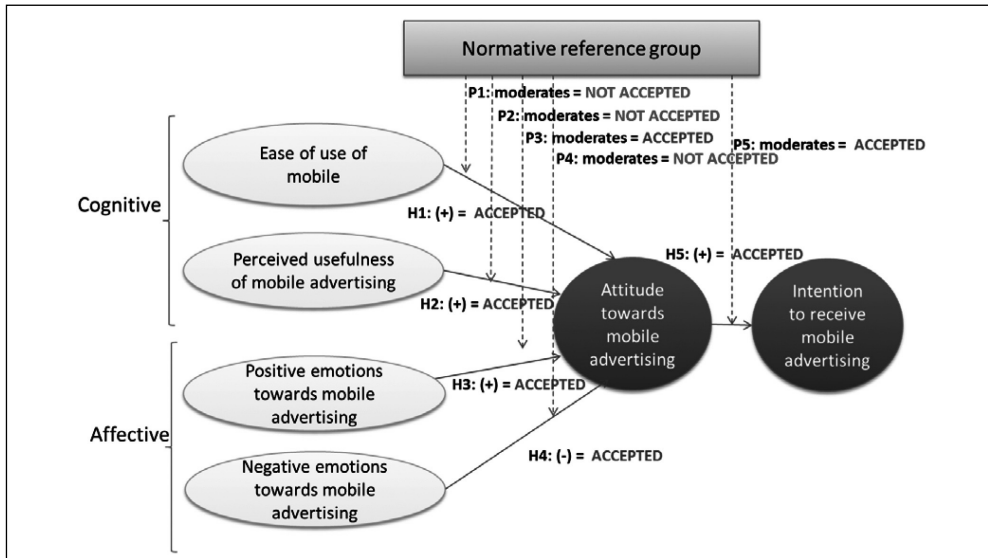 Normative reference group
P1: moderates = NOT ACCEPTED
P2: moderates = NOT ACCEPTED
P3: moderates = ACCEPTED
P4: moderates = NOT ACCEPTED
P5: moderates = ACCEPTED
Cognitive
Ease of use of
mobile
H1: (+) = ACCEPTED
Perceived usefulness
of mobile advertising
H2: (+) = ACCEPTED
Attitude
towards
mobile
advertising
H5: (+) = ACCEPTED
Intention
to receive
mobile
advertising
Affective
Positive emotions
towards mobile
advertising
H3: (+) = ACCEPTED
Negative emotions
towards mobile
advertising
H4: (-) = ACCEPTED